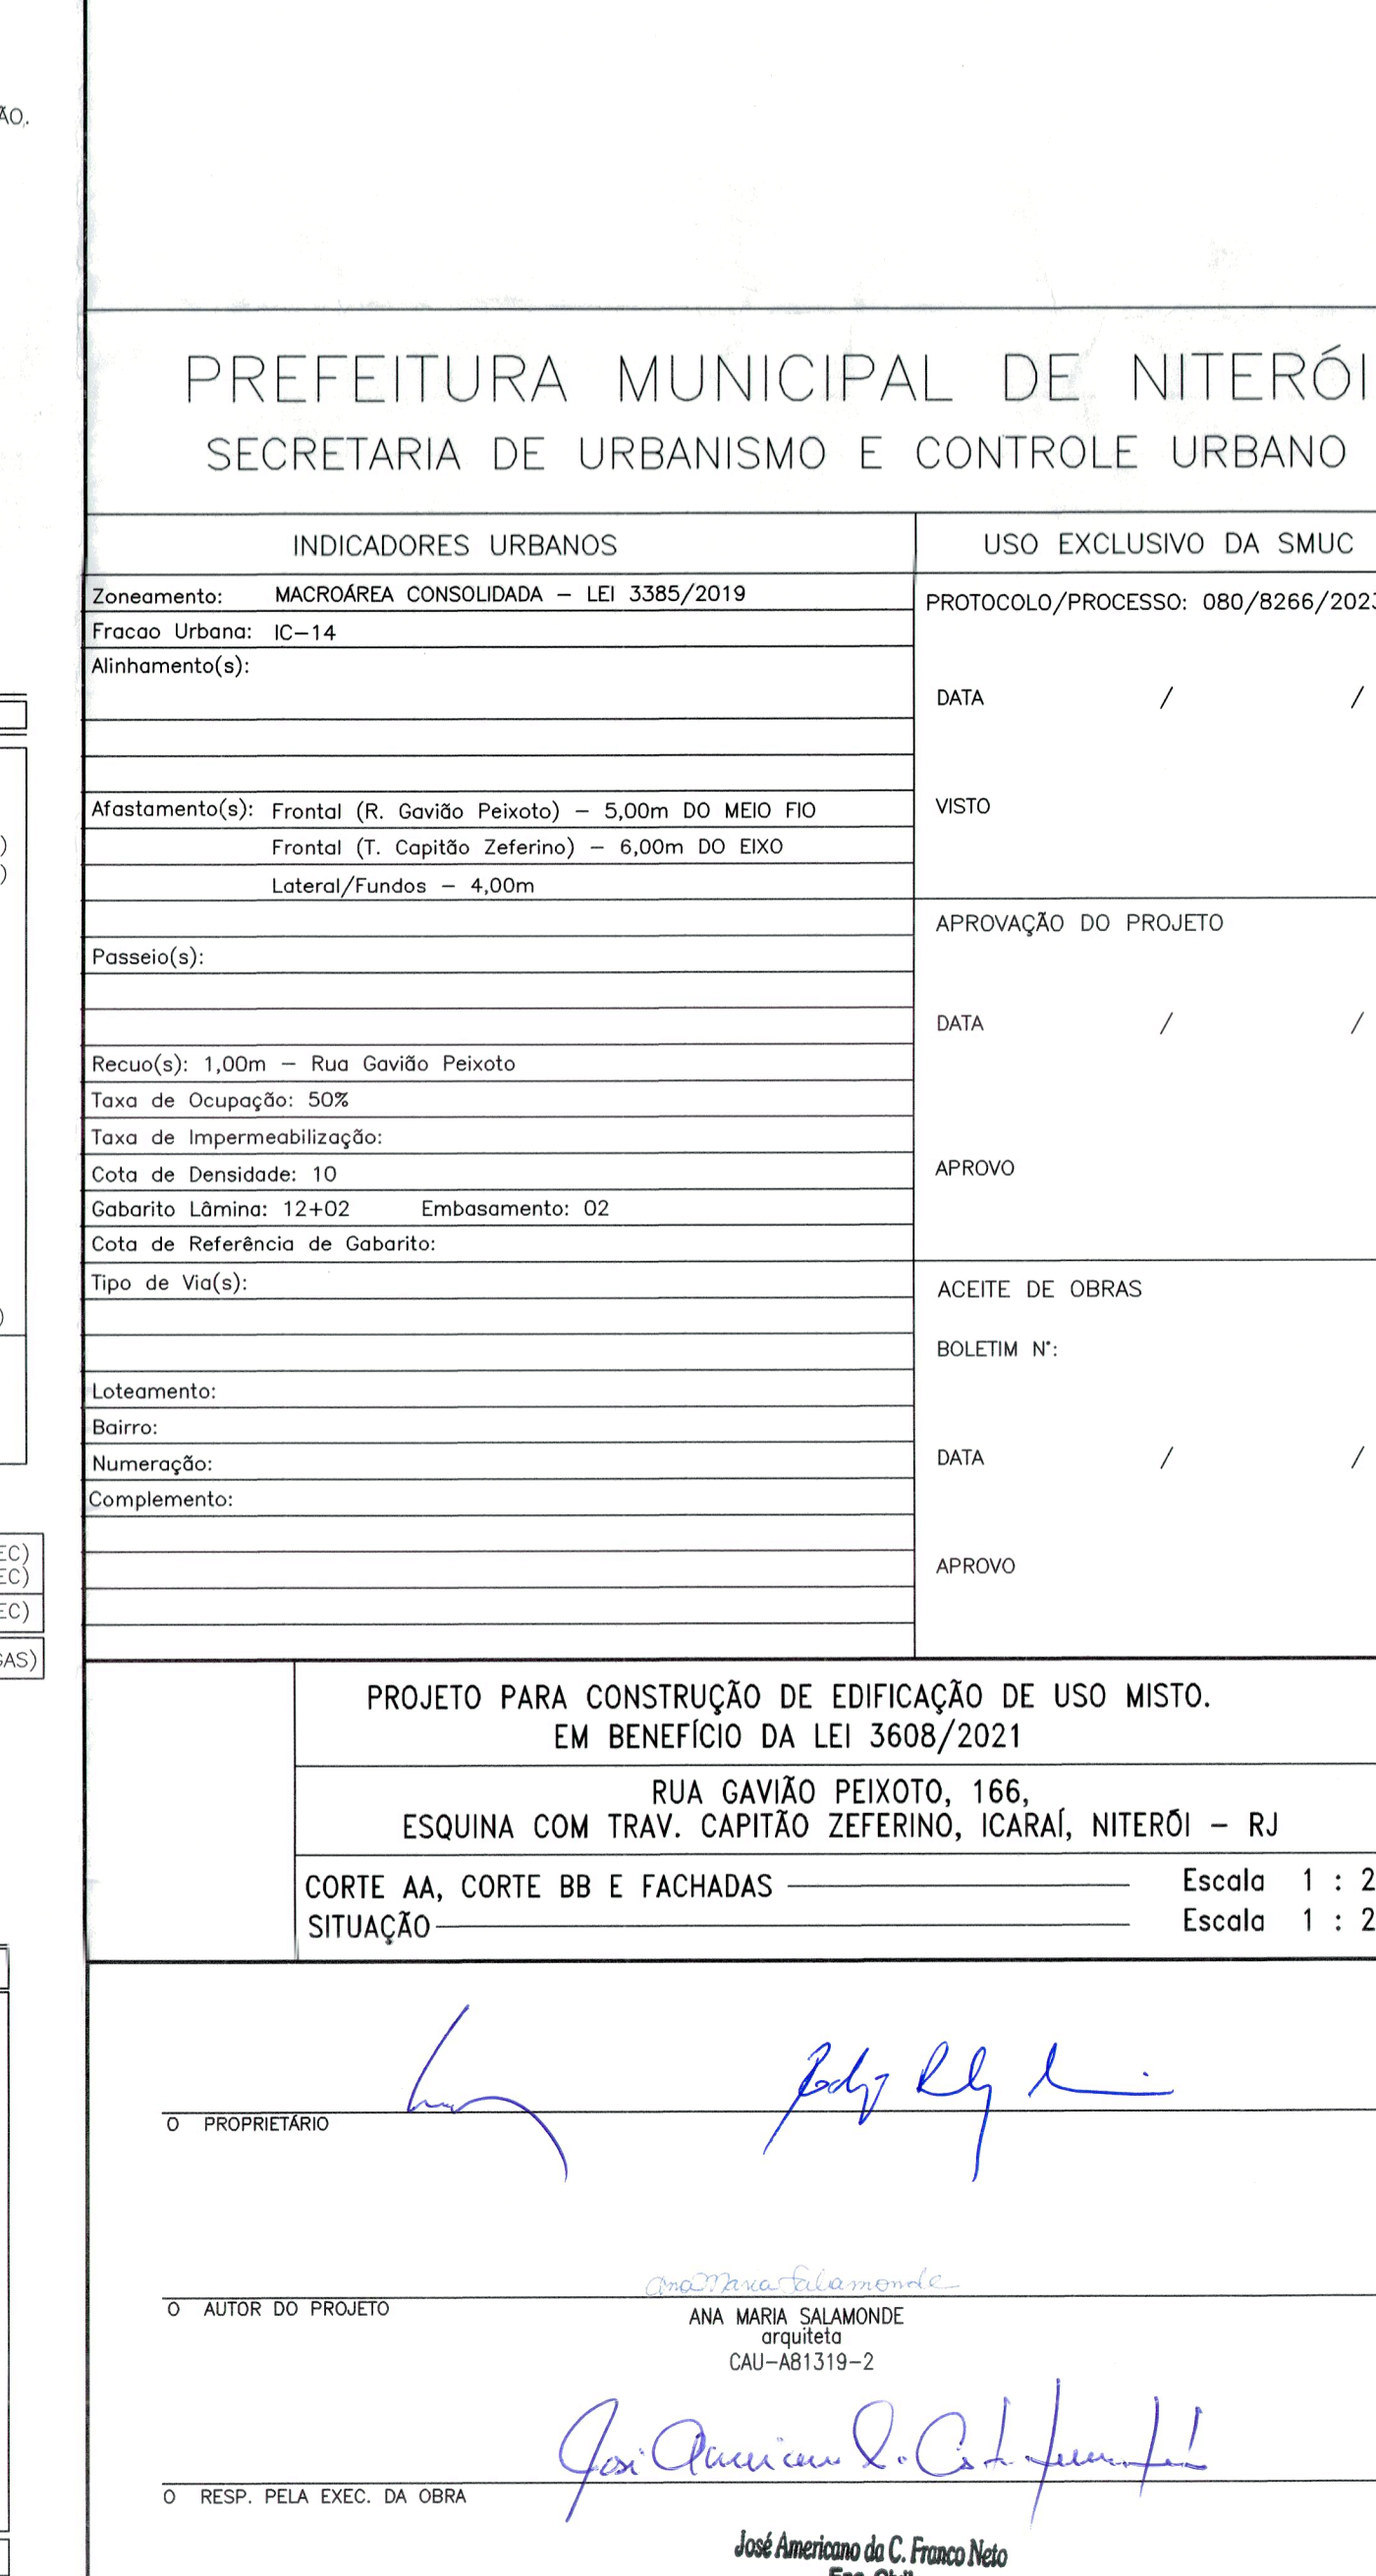 ÃO.
PREFEITURA MUNICIPAL DE NITERÓI
SECRETARIA DE URBANISMO E CONTROLE URBANO
INDICADORES URBANOS
USO EXCLUSIVO DA SMUC
Zoneamento: MACROÁREA CONSOLIDADA – LEI 3385/2019
PROTOCOLO/PROCESSO: 080/8266/2023
Fracao Urbana: IC-14
Alinhamento(s):
DATA / /
Afastamento(s): Frontal (R. Gavião Peixoto) – 5,00m DO MEIO FIO
VISTO
)
Frontal (T. Capitão Zeferino) – 6,00m DO EIXO
)
Lateral/Fundos – 4,00m
APROVAÇÃO DO PROJETO
Passeio(s):
DATA / /
Recuo(s): 1,00m – Rua Gavião Peixoto
Taxa de Ocupação: 50%
Taxa de Impermeabilização:
Cota de Densidade: 10
APROVO
Gabarito Lâmina: 12+02 Embasamento: 02
Cota de Referência de Gabarito:
Tipo de Via(s):
ACEITE DE OBRAS
)
BOLETIM N°:
Loteamento:
Bairro:
Numeração:
DATA / /
Complemento:
EC)
EC)
APROVO
EC)
GAS)
PROJETO PARA CONSTRUÇÃO DE EDIFICAÇÃO DE USO MISTO.
EM BENEFÍCIO DA LEI 3608/2021
RUA GAVIÃO PEIXOTO, 166,
ESQUINA COM TRAV. CAPITÃO ZEFERINO, ICARAÍ, NITERÓI – RJ
CORTE AA, CORTE BB E FACHADAS Escala 1 : 2
SITUAÇÃO Escala 1 : 2
O PROPRIETÁRIO
Ana Maria Salamonde
O AUTOR DO PROJETO
ANA MARIA SALAMONDE
arquiteta
CAU-A81319-2
O RESP. PELA EXEC. DA OBRA
José Americano da C. Franco Neto
Eng. Civil